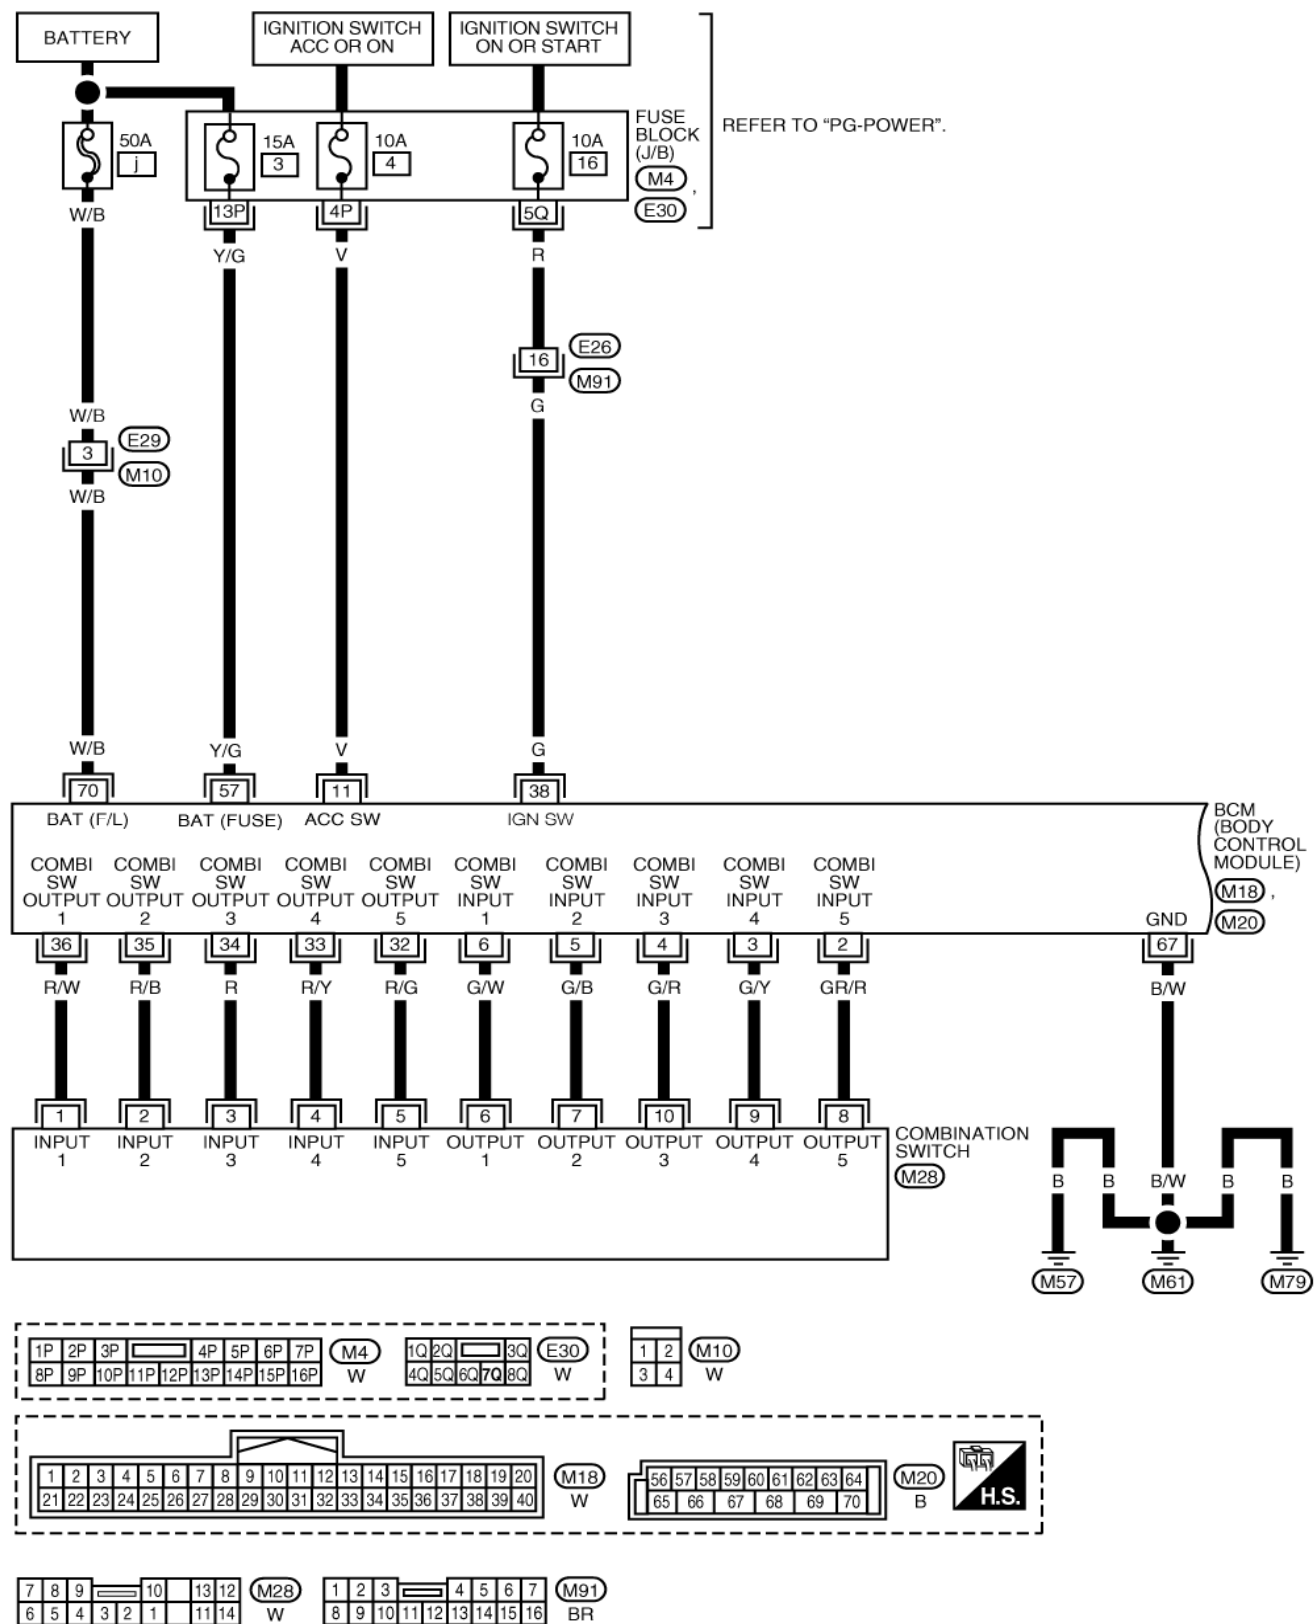 BATTERY
IGNITION SWITCH
ACC OR ON
IGNITION SWITCH
ON OR START
50A
j
15A
3
10A
4
10A
16
FUSE
BLOCK
(J/B)
M4 ,
E30
REFER TO “PG-POWER”.
13P
4P
5Q
W/B
Y/G
V
R
16
E26
M91
G
W/B
3
E29
M10
W/B
W/B
Y/G
V
G
70
57
11
38
BAT (F/L)
BAT (FUSE)
ACC SW
IGN SW
BCM
(BODY
CONTROL
MODULE)
M18 ,
M20
COMBI
SW
OUTPUT
1
COMBI
SW
OUTPUT
2
COMBI
SW
OUTPUT
3
COMBI
SW
OUTPUT
4
COMBI
SW
OUTPUT
5
COMBI
SW
INPUT
1
COMBI
SW
INPUT
2
COMBI
SW
INPUT
3
COMBI
SW
INPUT
4
COMBI
SW
INPUT
5
GND
36 35 34 33 32 6 5 4 3 2 67
R/W R/B R R/Y R/G G/W G/B G/R G/Y GR/R B/W
1 2 3 4 5 6 7 10 9 8
INPUT
1
INPUT
2
INPUT
3
INPUT
4
INPUT
5
OUTPUT
1
OUTPUT
2
OUTPUT
3
OUTPUT
4
OUTPUT
5
COMBINATION
SWITCH
M28
B B B/W B B
M57 M61 M79
1P 2P 3P 4P 5P 6P 7P
8P 9P 10P 11P 12P 13P 14P 15P 16P
M4
W
1Q 2Q 3Q
4Q 5Q 6Q 7Q 8Q
E30
W
1 2
3 4
M10
W
1 2 3 4 5 6 7 8 9 10 11 12 13 14 15 16 17 18 19 20
21 22 23 24 25 26 27 28 29 30 31 32 33 34 35 36 37 38 39 40
M18
W
56 57 58 59 60 61 62 63 64
65 66 67 68 69 70
M20
B
H.S.
7 8 9 10 13 12
6 5 4 3 2 1 11 14
M28
W
1 2 3 4 5 6 7
8 9 10 11 12 13 14 15 16
M91
BR